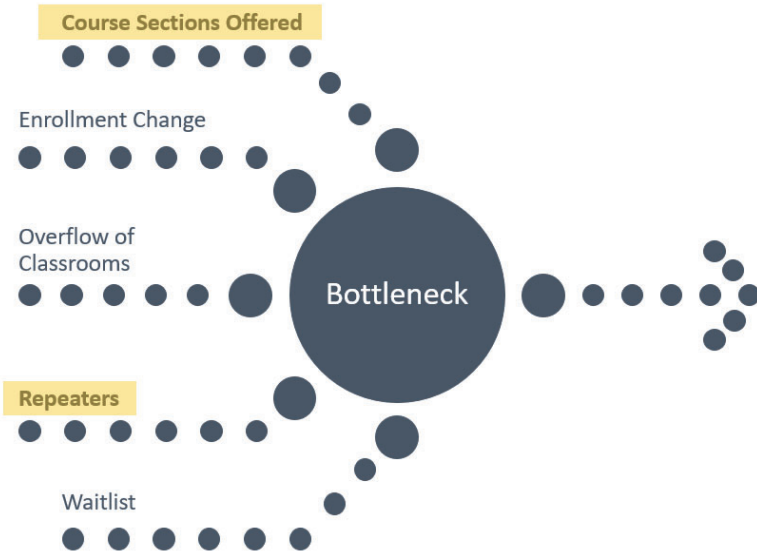 Course Sections Offered
Enrollment Change
Overflow of
Classrooms
Bottleneck
Repeaters
Waitlist